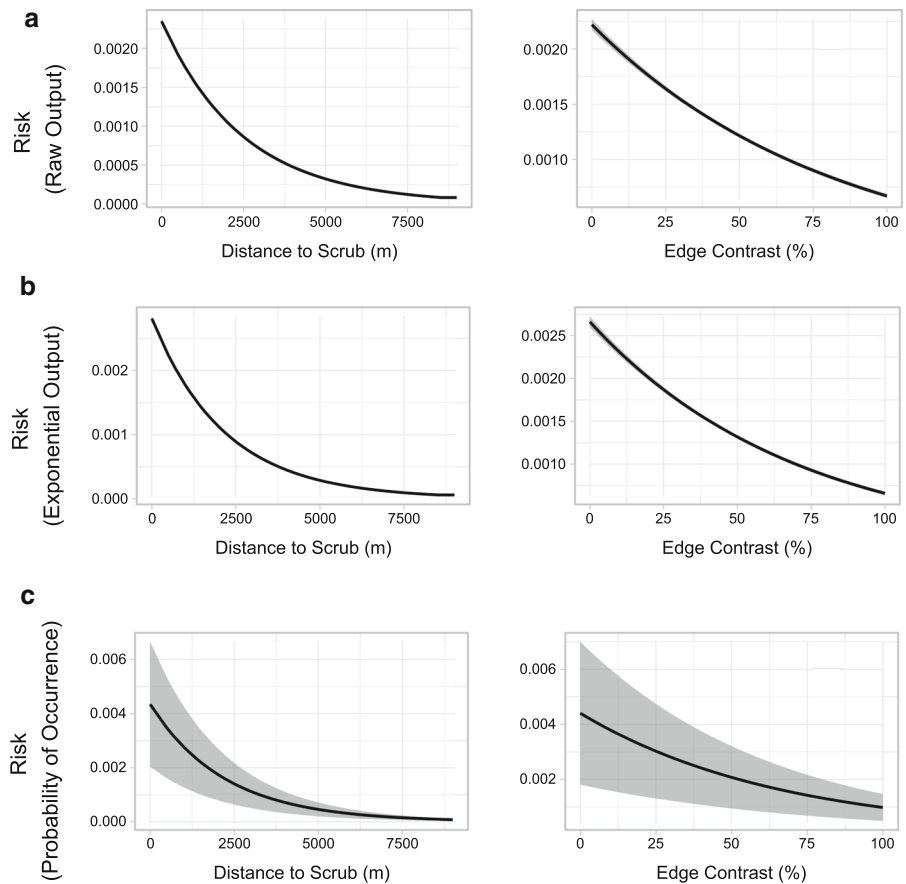 a
Risk
(Raw Output)
0.0020
0.0015
0.0010
0.0005
0.0000
0 2500 5000 7500
Distance to Scrub (m)
0.0020
0.0015
0.0010
0 25 50 75 100
Edge Contrast (%)
b
Risk
(Exponential Output)
0.002
0.001
0.000
0 2500 5000 7500
Distance to Scrub (m)
0.0025
0.0020
0.0015
0.0010
0 25 50 75 100
Edge Contrast (%)
c
Risk
(Probability of Occurrence)
0.006
0.004
0.002
0.000
0 2500 5000 7500
Distance to Scrub (m)
0.006
0.004
0.002
0 25 50 75 100
Edge Contrast (%)